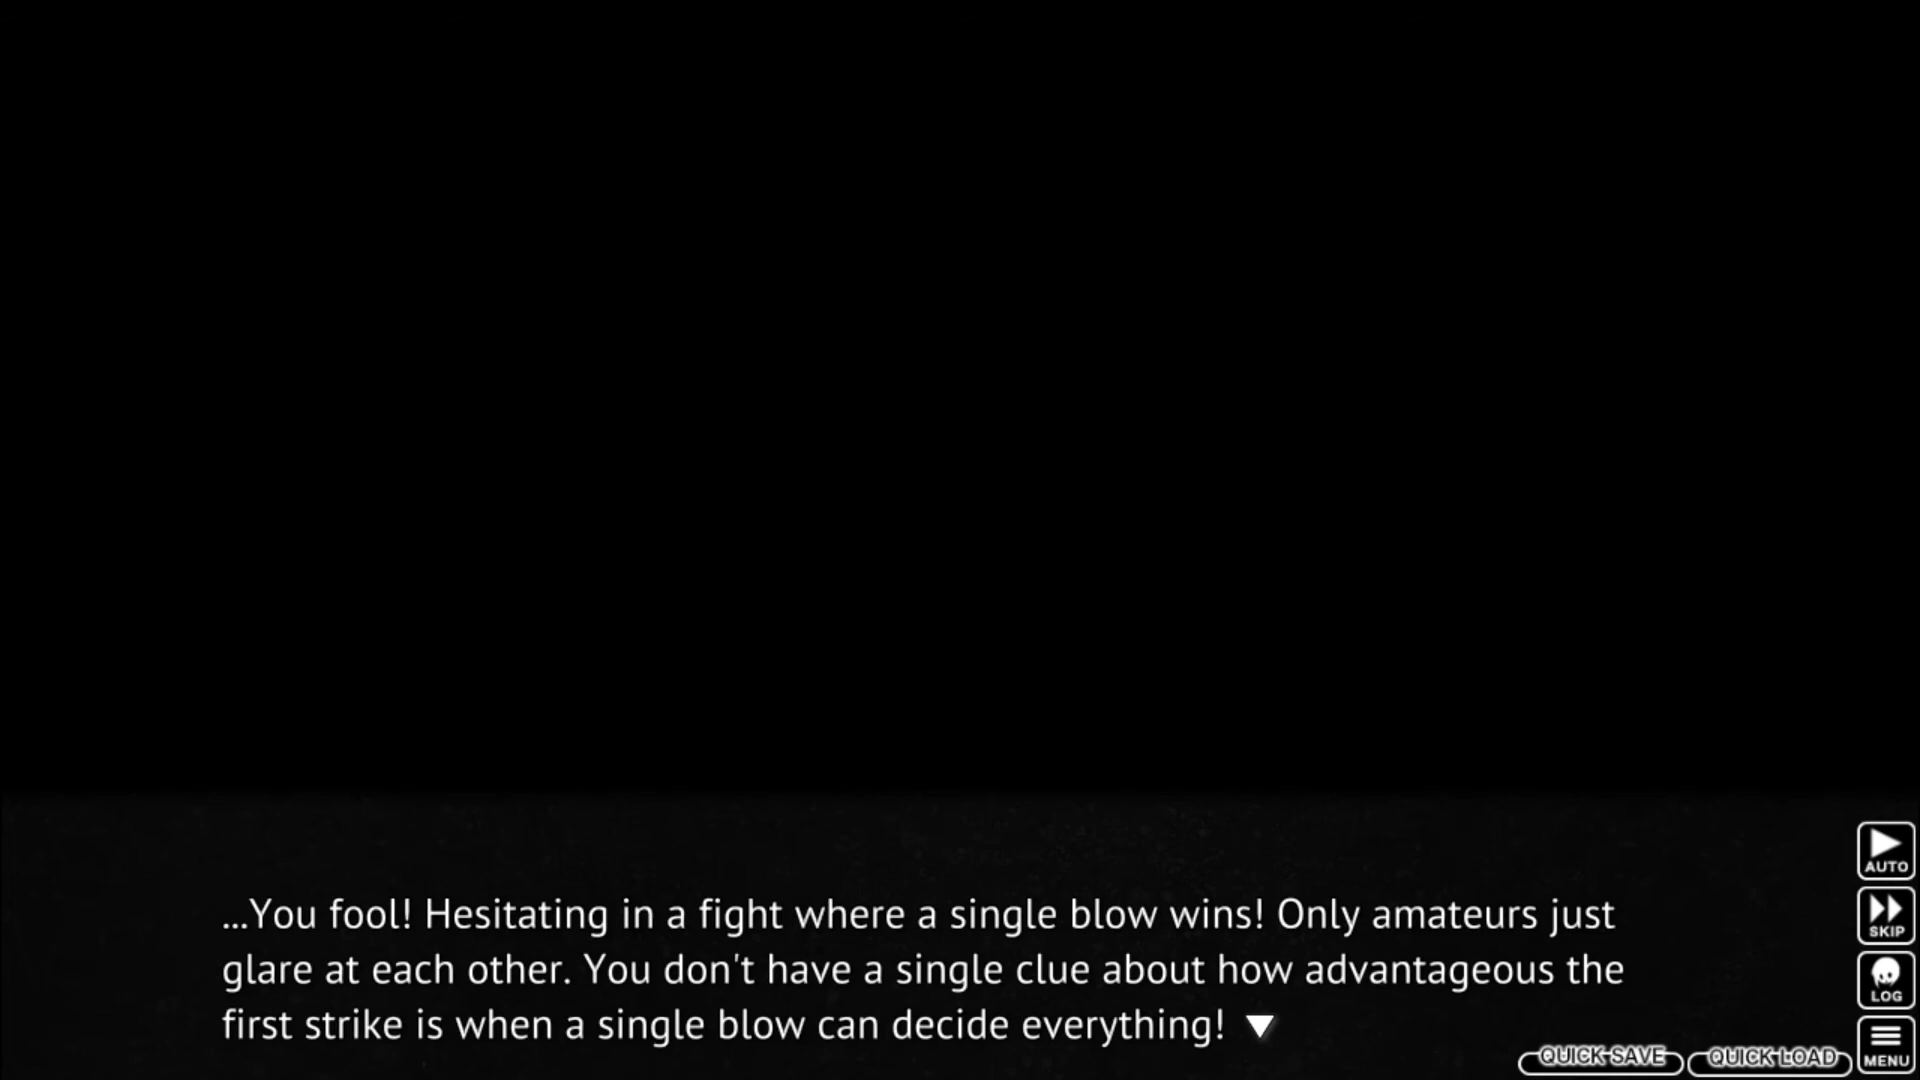 ...You fool! Hesitating in a fight where a single blow wins! Only amateurs just
glare at each other. You don't have a single clue about how advantageous the
first strike is when a single blow can decide everything!
AUTO
SKIP
LOG
MENU
QUICK SAVE
QUICK LOAD